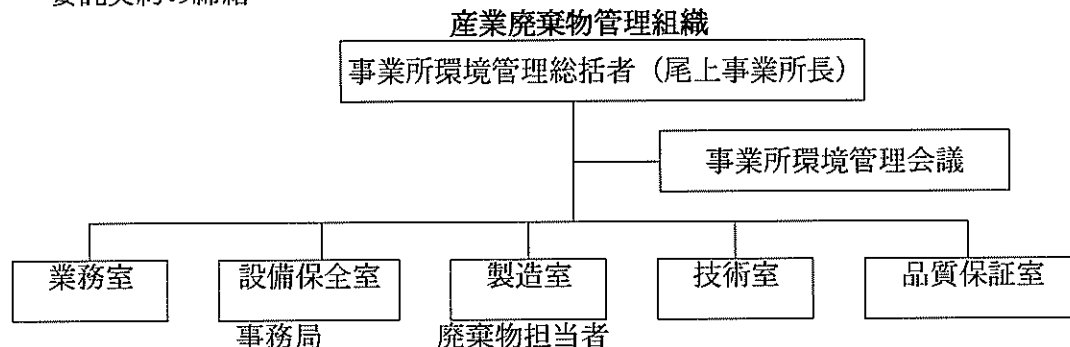 産業廃棄物管理組織
事業所環境管理総括者（尾上事業所長）
事業所環境管理会議
業務室 設備保全室 製造室 技術室 品質保証室
事務局 廃棄物担当者